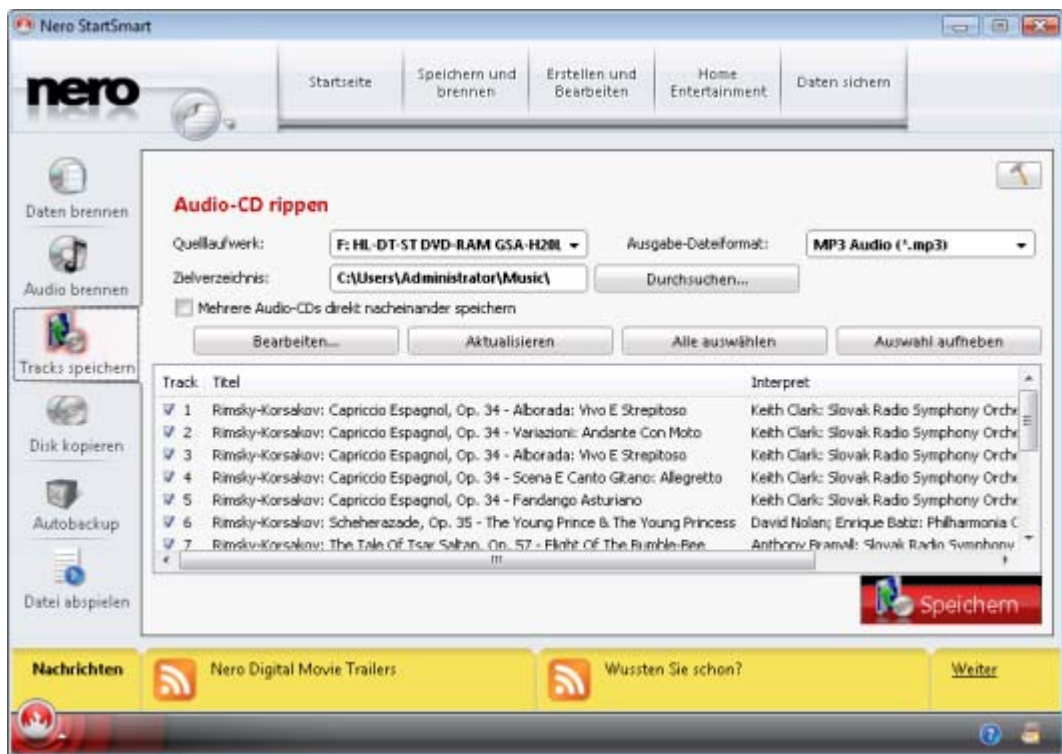 Nero StartSmart
nero
Startseite
Speichern und brennen
Erstellen und Bearbeiten
Home Entertainment
Daten sichern
Daten brennen
Audio brennen
Tracks speichern
Disk kopieren
Autobackup
Datei abspielen
Audio-CD rippen
Quelllaufwerk: F: HL-DT-ST DVD-RAM GSA-H20L Ausgabe-Dateiformat: MP3 Audio (*.mp3)
Zielverzeichnis: C:\Users\Administrator\Music\ Durchsuchen...
Mehrere Audio-CDs direkt nacheinander speichern
Bearbeiten... Aktualisieren Alle auswählen Auswahl aufheben
Track Titel Interpret
1 Rimsky-Korsakov: Capriccio Espagnol, Op. 34 - Alborada: Vivo E Strepitoso Keith Clark: Slovak Radio Symphony Orche
2 Rimsky-Korsakov: Capriccio Espagnol, Op. 34 - Variazioni: Andante Con Moto Keith Clark: Slovak Radio Symphony Orche
3 Rimsky-Korsakov: Capriccio Espagnol, Op. 34 - Alborada: Vivo E Strepitoso Keith Clark: Slovak Radio Symphony Orche
4 Rimsky-Korsakov: Capriccio Espagnol, Op. 34 - Scena E Canto Gitano: Allegretto Keith Clark: Slovak Radio Symphony Orche
5 Rimsky-Korsakov: Capriccio Espagnol, Op. 34 - Fandango Asturiano Keith Clark: Slovak Radio Symphony Orche
6 Rimsky-Korsakov: Scheherazade, Op. 35 - The Young Prince & The Young Princess David Nolan; Enrique Batiz: Philharmonia
7 Rimsky-Korsakov: The Tale Of Tsar Saltan, Op. 57 - Flight Of The Bumble-Bee Anthony Bramall: Slovak Radio Symphony
Speichern
Nachrichten
Nero Digital Movie Trailers
Wussten Sie schon?
Weiter